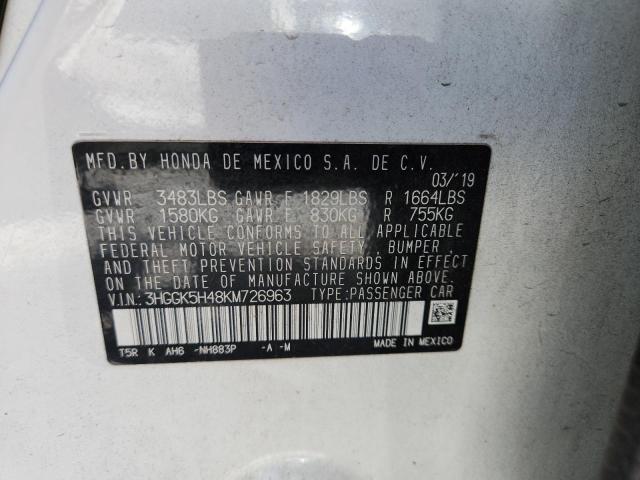 MFD.BY HONDA DE MEXICO S.A. DE C.V.
03/'19
GVWR 3483LBS GAWR F 1829LBS R 1664LBS
GVWR 1580KG GAWR F 830KG R 755KG
THIS VEHICLE CONFORMS TO ALL APPLICABLE
FEDERAL MOTOR VEHICLE SAFETY, BUMPER,
AND THEFT PREVENTION STANDARDS IN EFFECT
ON THE DATE OF MANUFACTURE SHOWN ABOVE.
V.I.N: 3HGGK5H48KM726963 TYPE:PASSENGER CAR
T5R K AH6 -NH883P -A -M MADE IN MEXICO